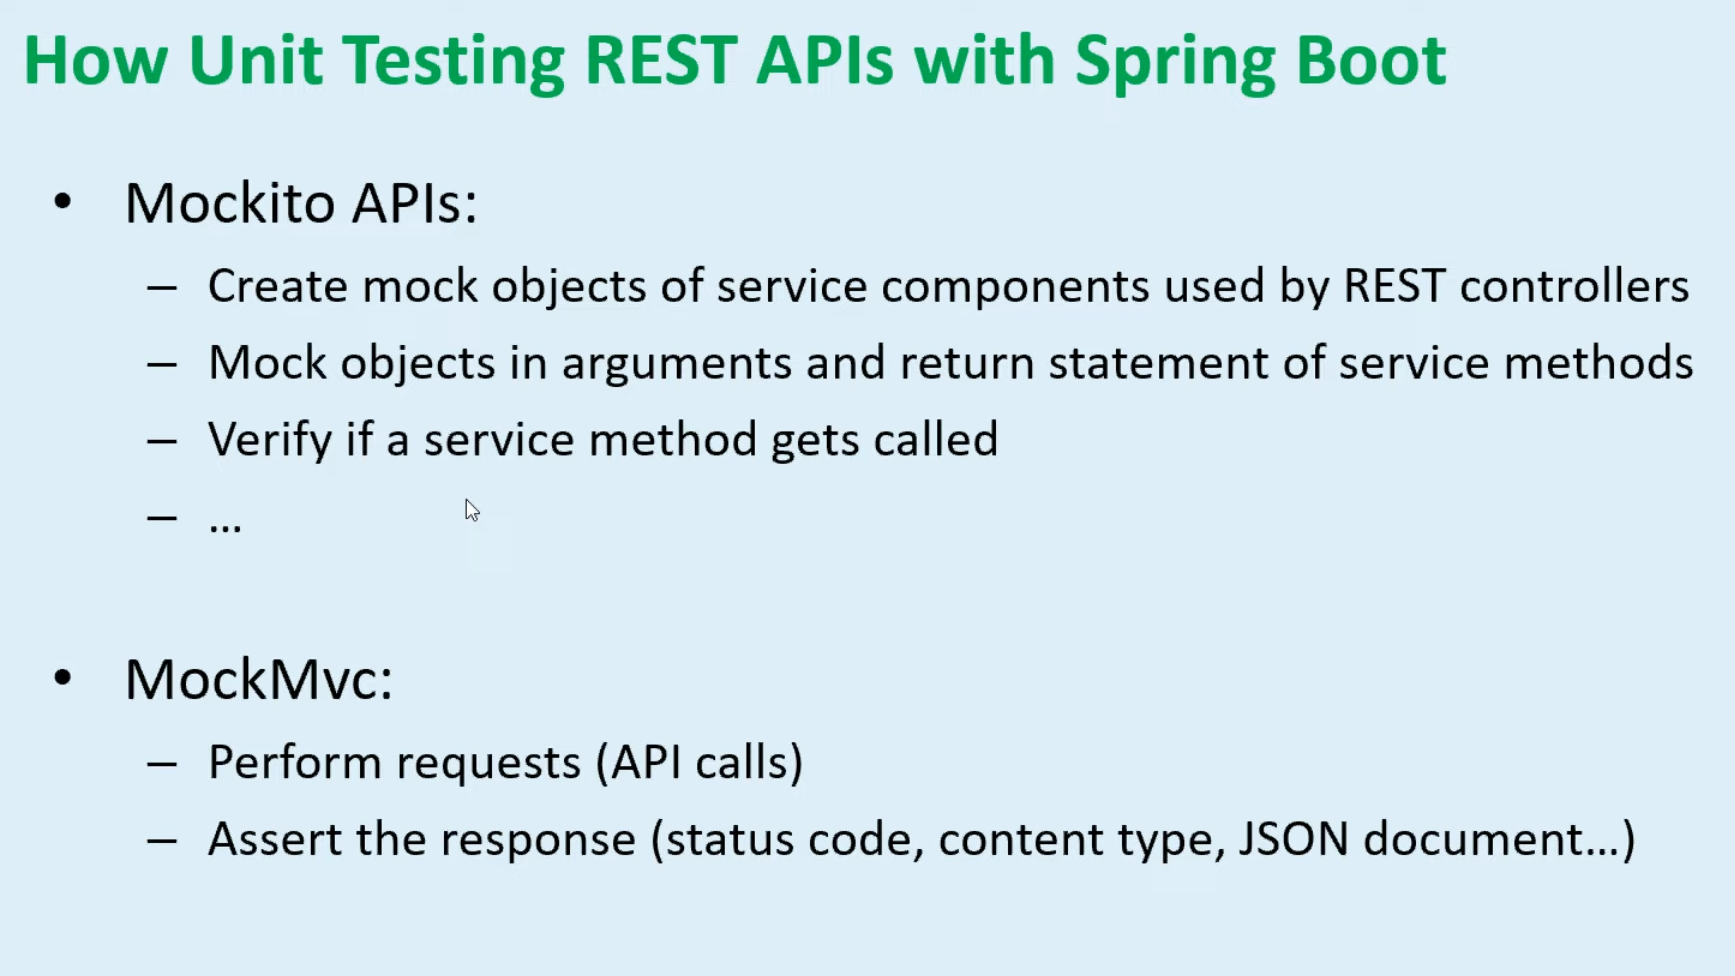 How Unit Testing REST APIs with Spring Boot
• Mockito APIs:
– Create mock objects of service components used by REST controllers
– Mock objects in arguments and return statement of service methods
– Verify if a service method gets called
– ...
• MockMvc:
– Perform requests (API calls)
– Assert the response (status code, content type, JSON document...)